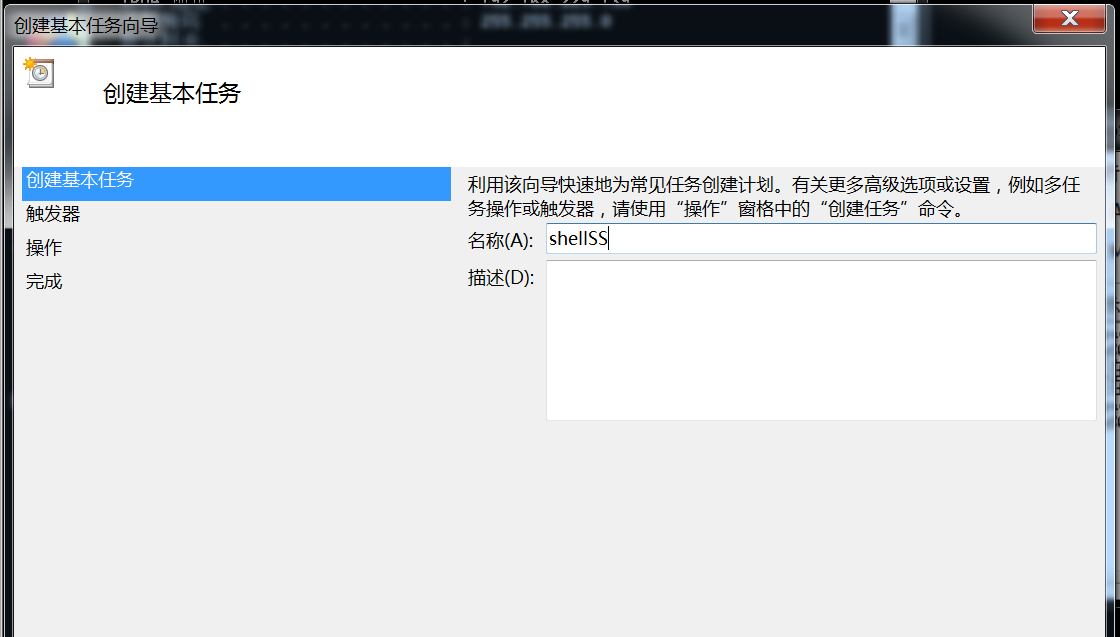 255.255.255.0
创建基本任务向导
创建基本任务
创建基本任务
触发器
操作
完成
利用该向导快速地为常见任务创建计划。有关更多高级选项或设置，例如多任
务操作或触发器，请使用“操作”窗格中的“创建任务”命令。
名称(A):
shellSS
描述(D):